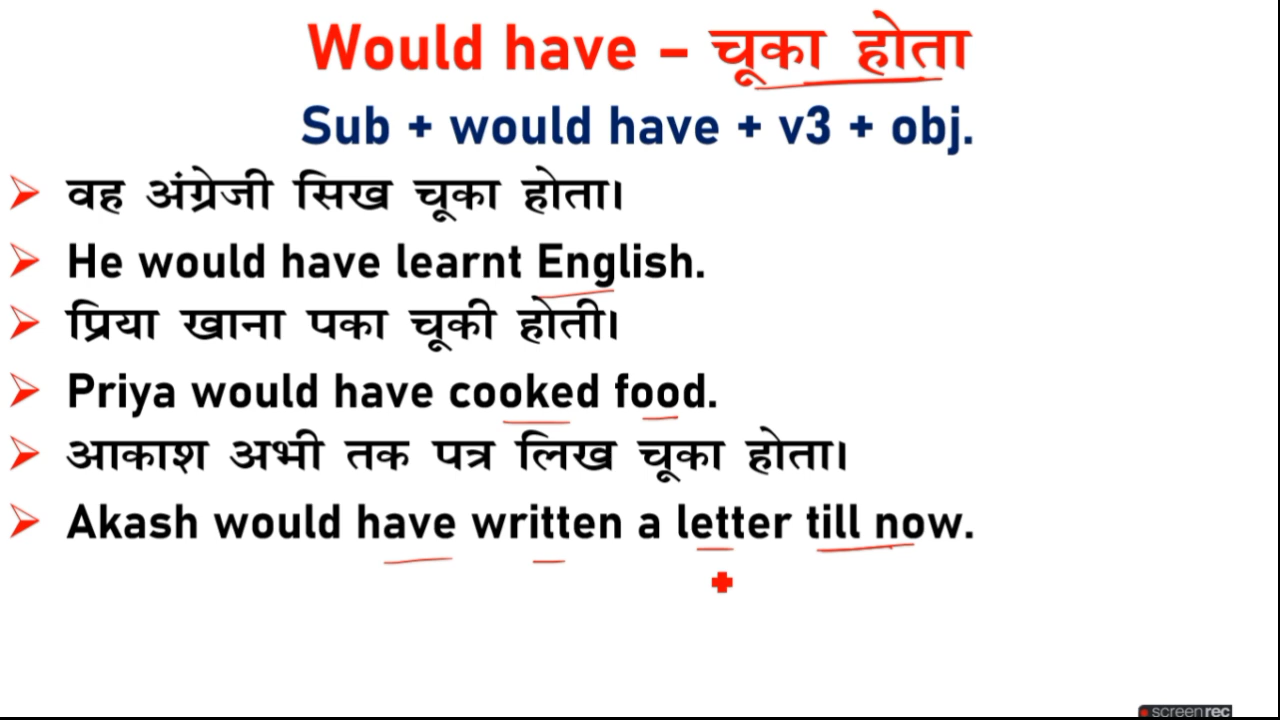 Would have – चूका होता
Sub + would have + v3 + obj.
➤ वह अंग्रेजी सिख चूका होता।
➤ He would have learnt English.
➤ प्रिया खाना पका चूकी होती।
➤ Priya would have cooked food.
➤ आकाश अभी तक पत्र लिख चूका होता।
➤ Akash would have written a letter till now.
screenrec